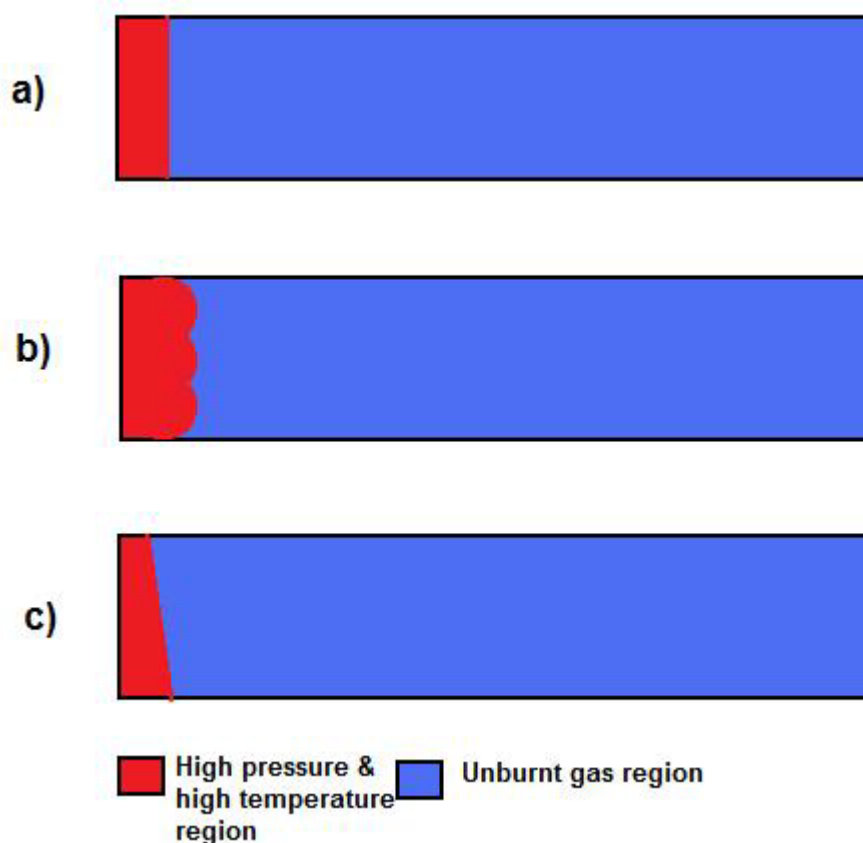 a)
b)
c)
High pressure &
high temperature
region
Unburnt gas region